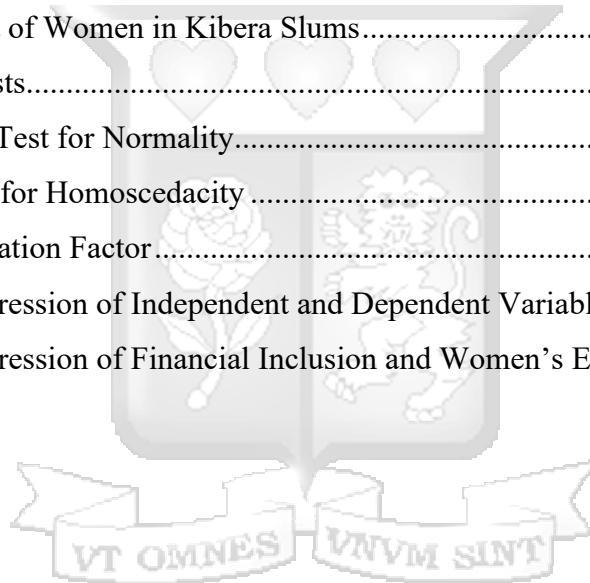 of Women in Kibera Slums..............................
sts.......................................................................
Test for Normality.............................................
for Homoscedacity ...........................................
ation Factor.......................................................
ression of Independent and Dependent Variabl
ression of Financial Inclusion and Women’s E
VT OMNES VNVM SINT